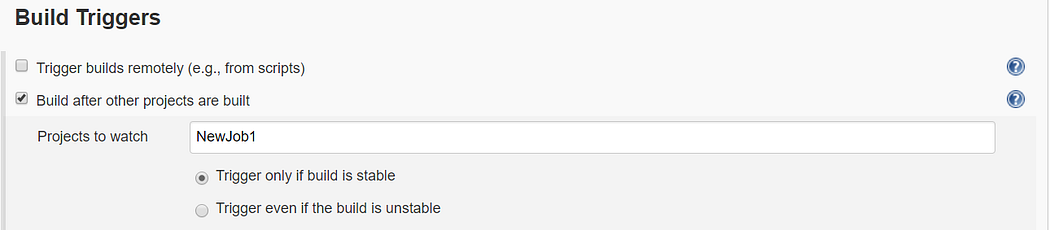 Build Triggers
Trigger builds remotely (e.g., from scripts)
?
Build after other projects are built
?
Projects to watch
NewJob1
Trigger only if build is stable
Trigger even if the build is unstable